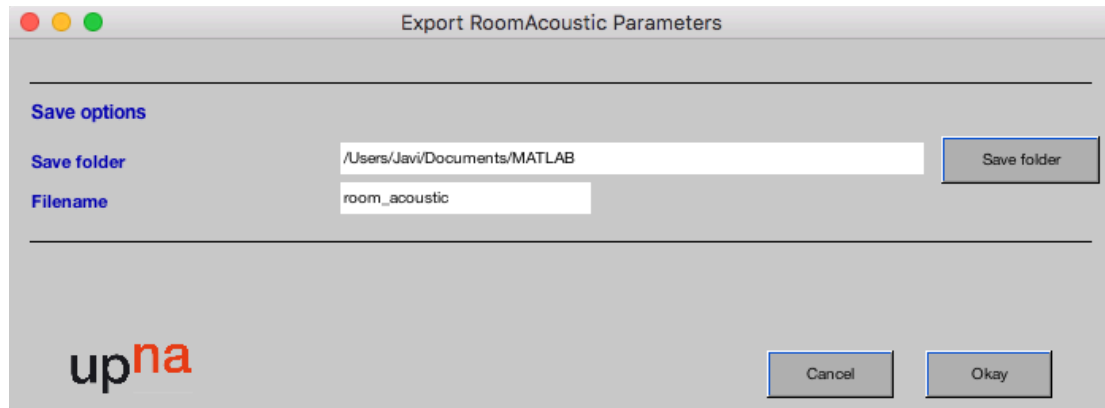 Export RoomAcoustic Parameters
Save options
Save folder /Users/Javi/Documents/MATLAB Save folder
Filename room_acoustic
upna Cancel Okay